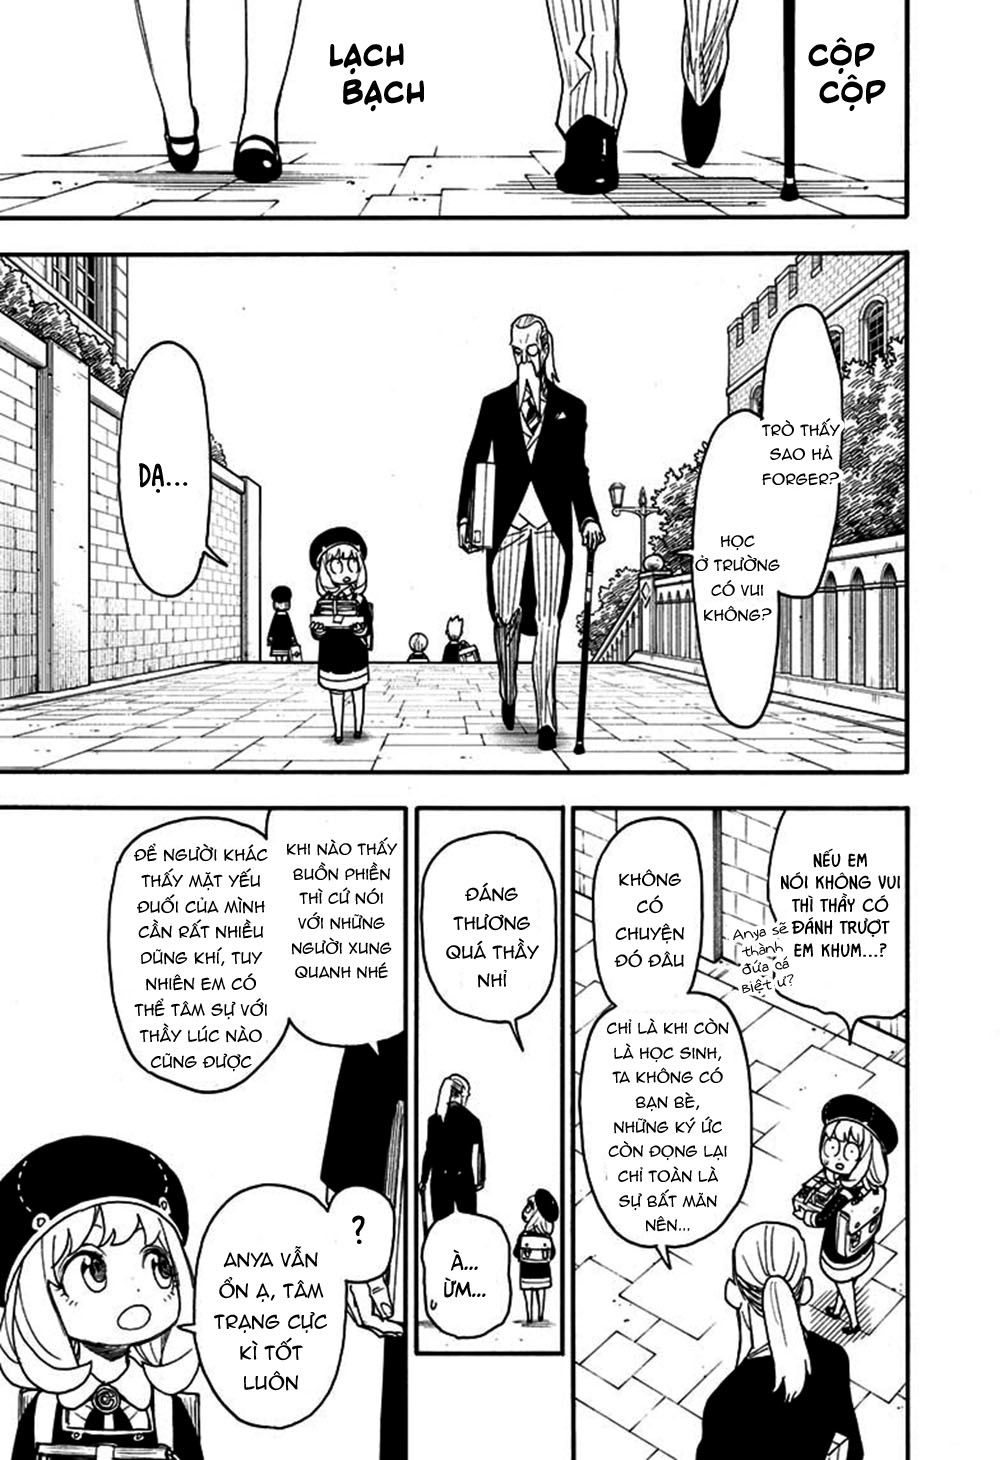 CỘP
CỘP
LẠCH
BẠCH
TRÒ THẤY
SAO HẢ
FORGER?
HỌC
Ở TRƯỜNG
CÓ VUI
KHÔNG?
DẠ...
NẾU EM
NÓI KHÔNG VUI
THÌ THẦY CÓ
ĐÁNH TRƯỢT
EM KHUM...?
Anya sẽ
thành
đứa cá
biệt ư?
KHÔNG
CÓ
CHUYỆN
ĐÓ ĐÂU
CHỈ LÀ KHI CÒN
LÀ HỌC SINH,
TA KHÔNG CÓ
BẠN BÈ,
NHỮNG KÝ ỨC
CÒN ĐỌNG LẠI
CHỈ TOÀN LÀ
SỰ BẤT MÃN
NÊN...
ĐÁNG
THƯƠNG
QUÁ THẦY
NHỈ
À...
ỪM...
KHI NÀO THẤY
BUỒN PHIỀN
THÌ CỨ NÓI
VỚI NHỮNG
NGƯỜI XUNG
QUANH NHÉ
ĐỂ NGƯỜI KHÁC
THẤY MẶT YẾU
ĐUỐI CỦA MÌNH
CẦN RẤT NHIỀU
DŨNG KHÍ, TUY
NHIÊN EM CÓ
THỂ TÂM SỰ VỚI
THẦY LÚC NÀO
CŨNG ĐƯỢC
?
ANYA VẪN
ỔN Ạ, TÂM
TRẠNG CỰC
KÌ TỐT
LUÔN